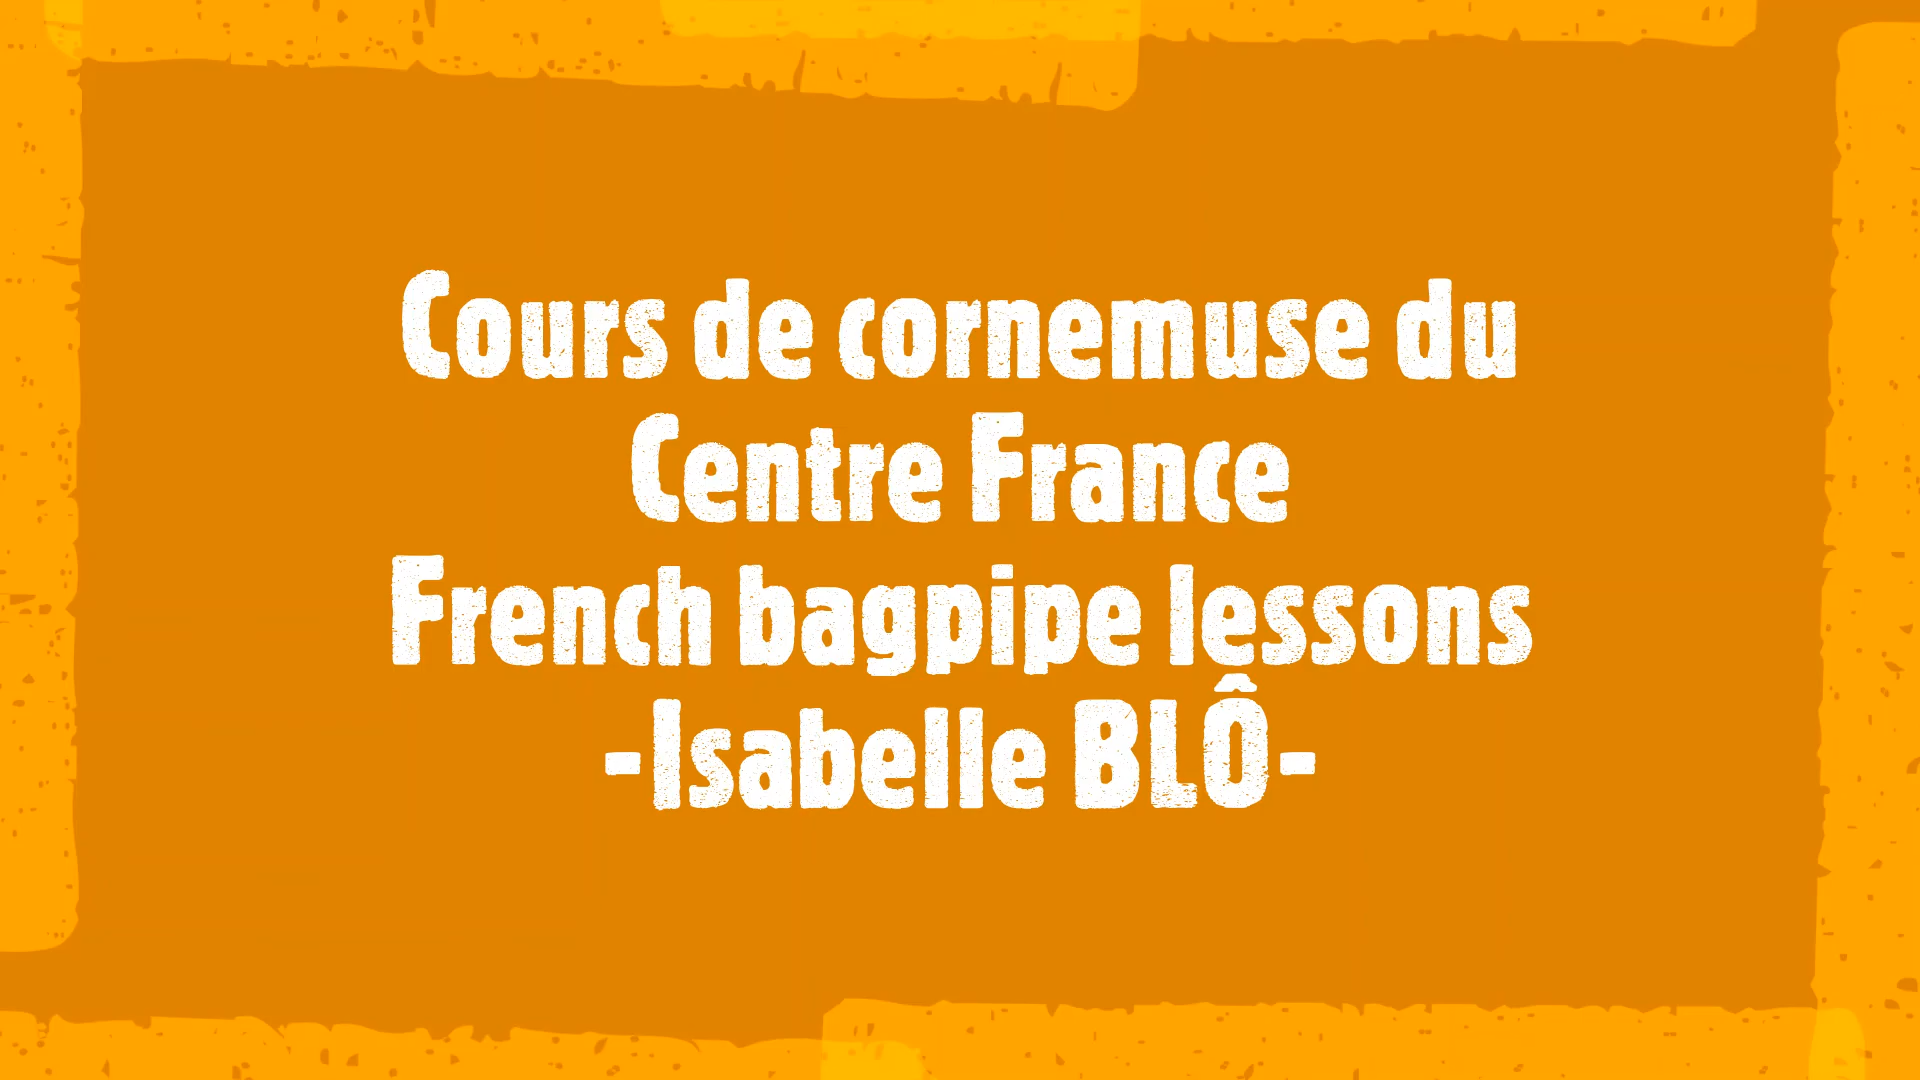 Cours de cornemuse du
Centre France
French bagpipe lessons
-Isabelle BLÔ-